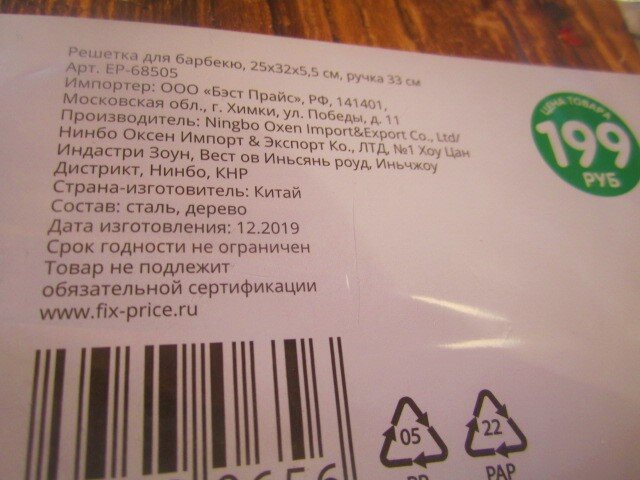 Решетка для барбекю, 25х32х5,5 см, ручка 33 см
Арт. EP-68505
Импортер: ООО «Бэст Прайс», РФ, 141401,
Московская обл., г. Химки, ул. Победы, д. 11
Производитель: Ningbo Oxen Import&Export Co., Ltd/
Нинбо Оксен Импорт & Экспорт Ко., ЛТД, №1 Хоу Цан
Индастри Зоун, Вест ов Иньсянь роуд, Иньчжоу
Дистрикт, Нинбо, КНР
Страна-изготовитель: Китай
Состав: сталь, дерево
Дата изготовления: 12.2019
Срок годности не ограничен
Товар не подлежит
обязательной сертификации
www.fix-price.ru
ЦЕНА ТОВАРА
199
РУБ
05
22
PAP